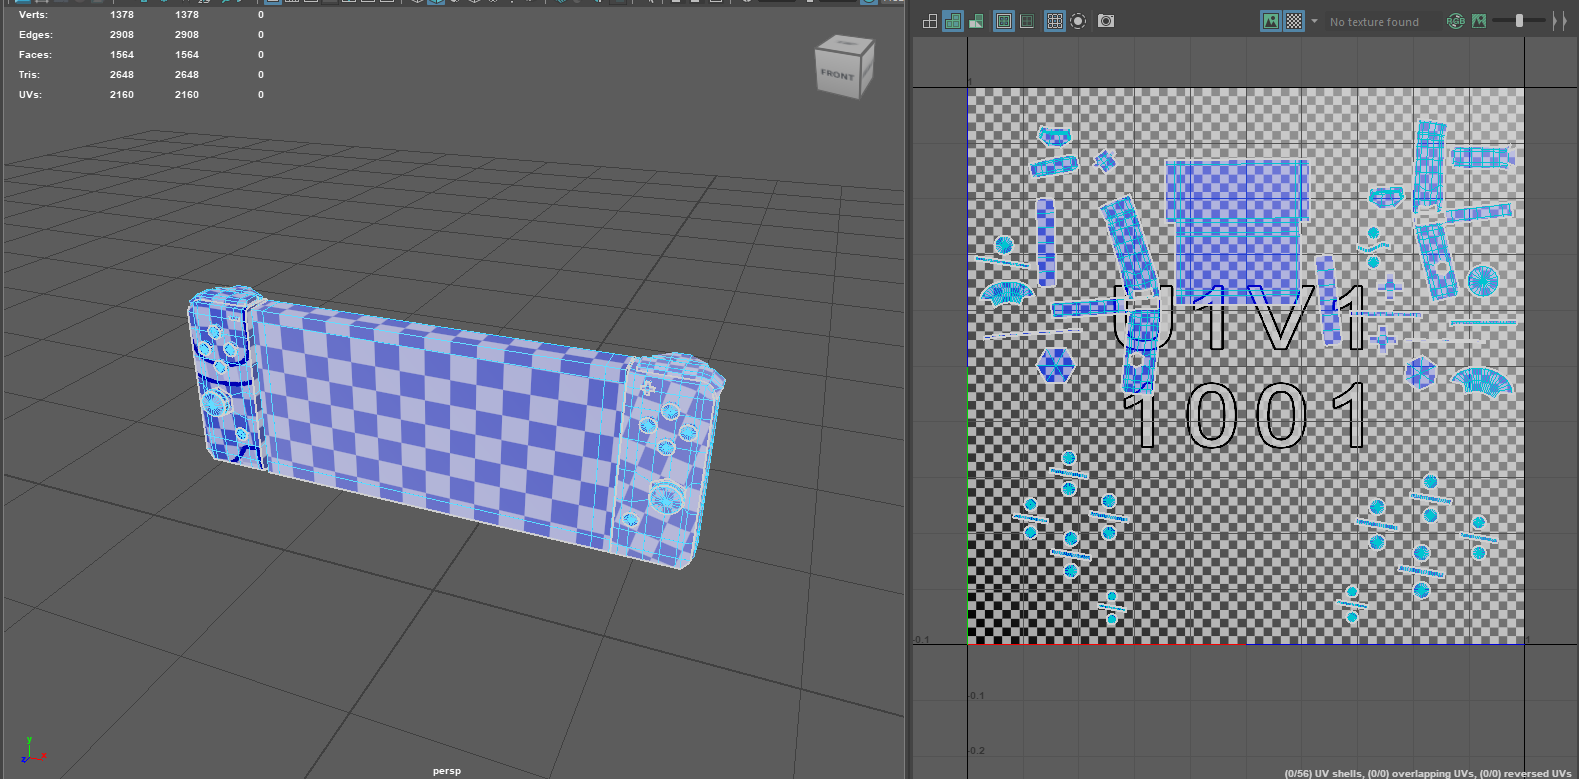 Verts: 1378 1378 0
Edges: 2908 2908 0
Faces: 1564 1564 0
Tris: 2648 2648 0
UVs: 2160 2160 0
FRONT
y
z
x
persp
No texture found
RGB
1
U1V1
1001
-0.1
1
-0.1
-0.2
(0/56) UV shells, (0/0) overlapping UVs, (0/0) reversed UVs